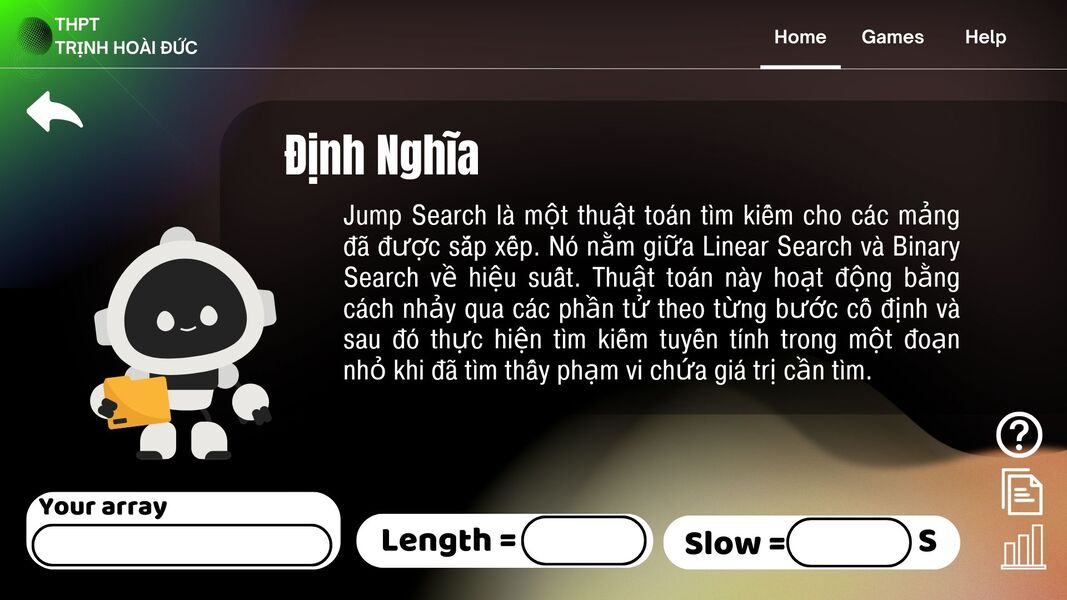 THPT
TRỊNH HOÀI ĐỨC
Home Games Help
Định Nghĩa
Jump Search là một thuật toán tìm kiếm cho các mảng
đã được sắp xếp. Nó nằm giữa Linear Search và Binary
Search về hiệu suất. Thuật toán này hoạt động bằng
cách nhảy qua các phần tử theo từng bước cố định và
sau đó thực hiện tìm kiếm tuyến tính trong một đoạn
nhỏ khi đã tìm thấy phạm vi chứa giá trị cần tìm.
?
Your array
Length =
Slow = S